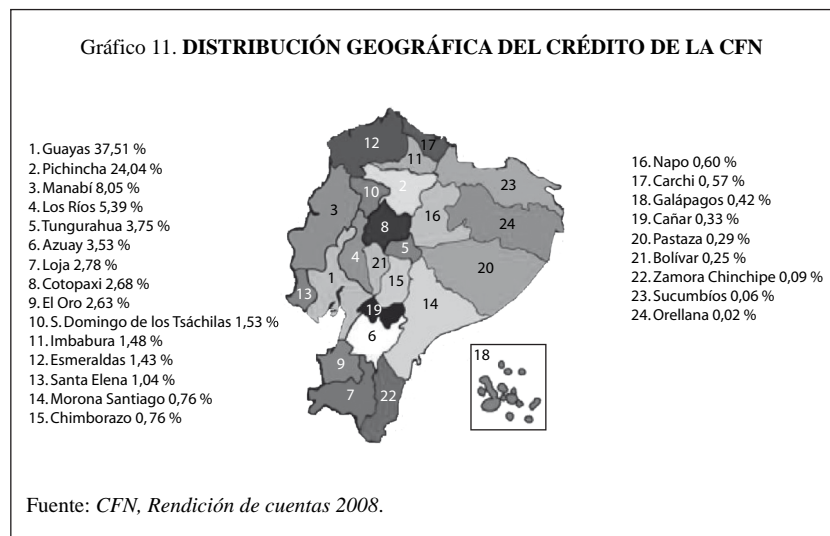 Gráfico 11. DISTRIBUCIÓN GEOGRÁFICA DEL CRÉDITO DE LA CFN
1. Guayas 37,51 %
2. Pichincha 24,04 %
3. Manabí 8,05 %
4. Los Ríos 5,39 %
5. Tungurahua 3,75 %
6. Azuay 3,53 %
7. Loja 2,78 %
8. Cotopaxi 2,68 %
9. El Oro 2,63 %
10. S. Domingo de los Tsáchilas 1,53 %
11. Imbabura 1,48 %
12. Esmeraldas 1,43 %
13. Santa Elena 1,04 %
14. Morona Santiago 0,76 %
15. Chimborazo 0,76 %
12
17
11
2
10
23
3
16
24
8
5
4
21
20
1
15
13
14
19
6
9
7
22
18
16. Napo 0,60 %
17. Carchi 0,57 %
18. Galápagos 0,42 %
19. Cañar 0,33 %
20. Pastaza 0,29 %
21. Bolívar 0,25 %
22. Zamora Chinchipe 0,09 %
23. Sucumbíos 0,06 %
24. Orellana 0,02 %
Fuente: CFN, Rendición de cuentas 2008.